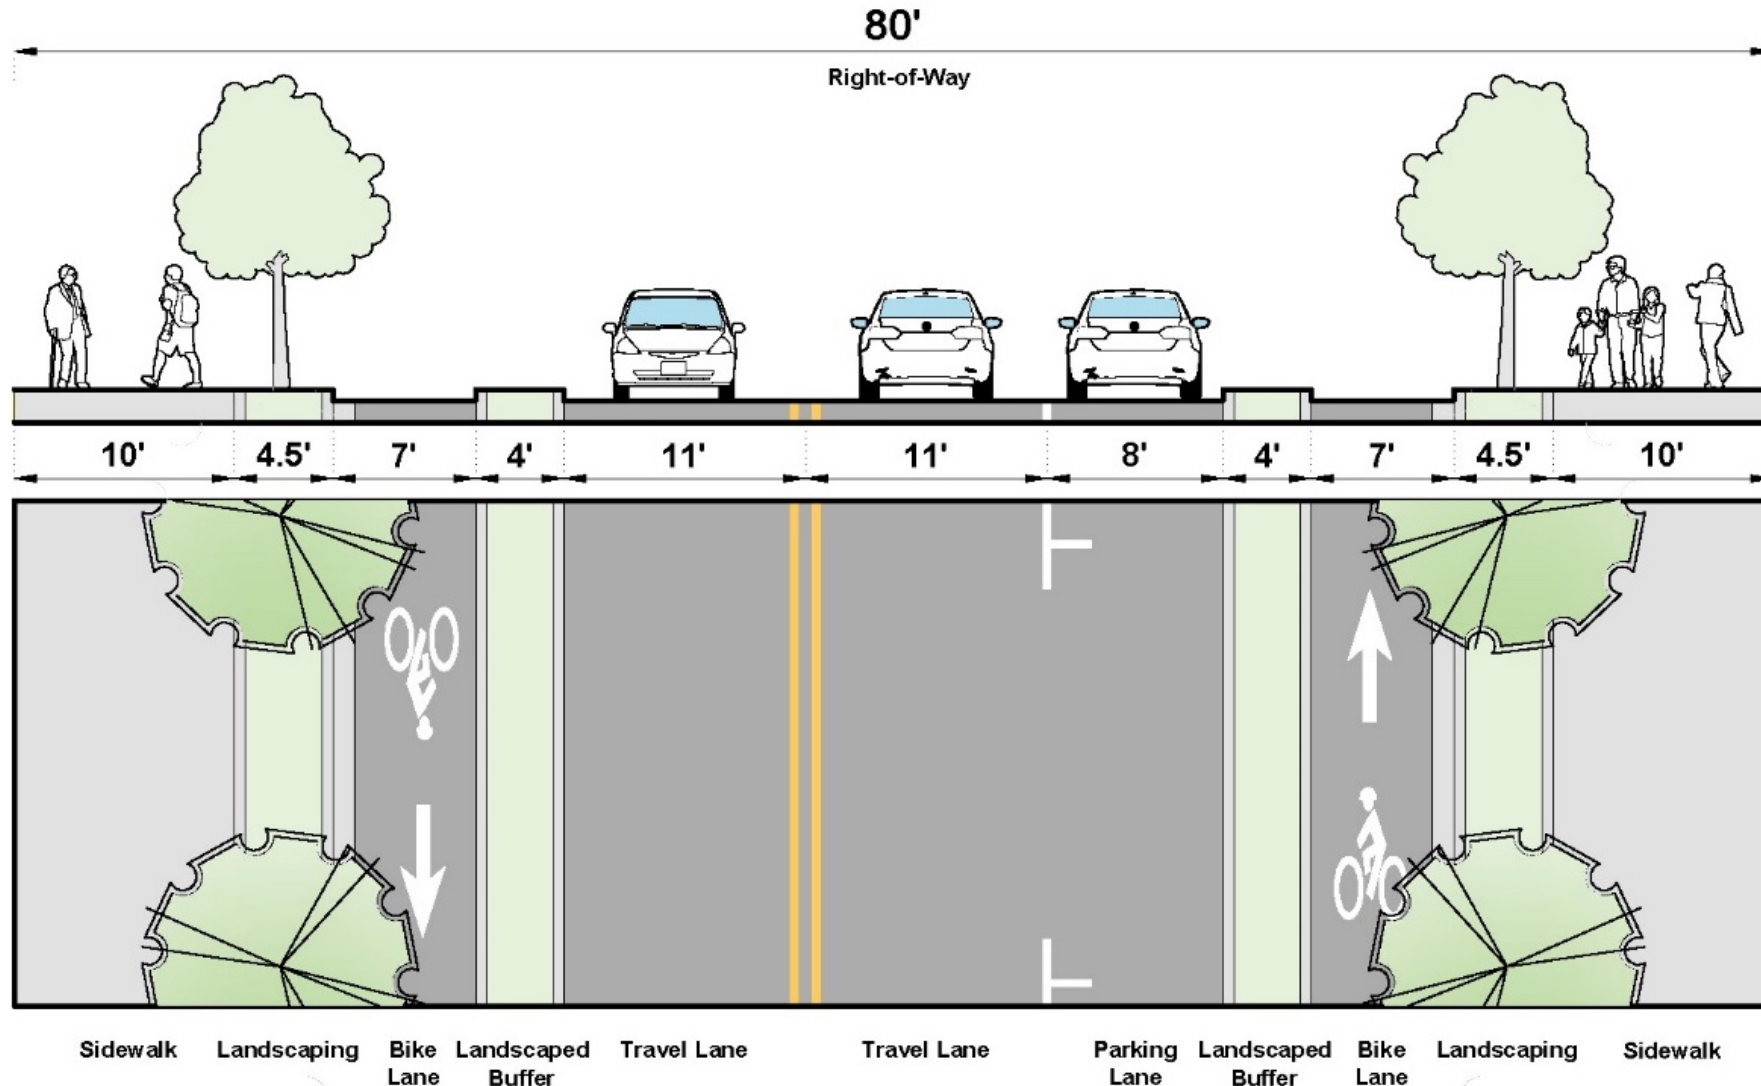 80'
Right-of-Way
10' 4.5' 7' 4' 11' 11' 8' 4' 7' 4.5' 10'
Sidewalk Landscaping Bike Landscaped Travel Lane Travel Lane Parking Landscaped Bike Landscaping Sidewalk
Lane Buffer Lane Buffer Lane